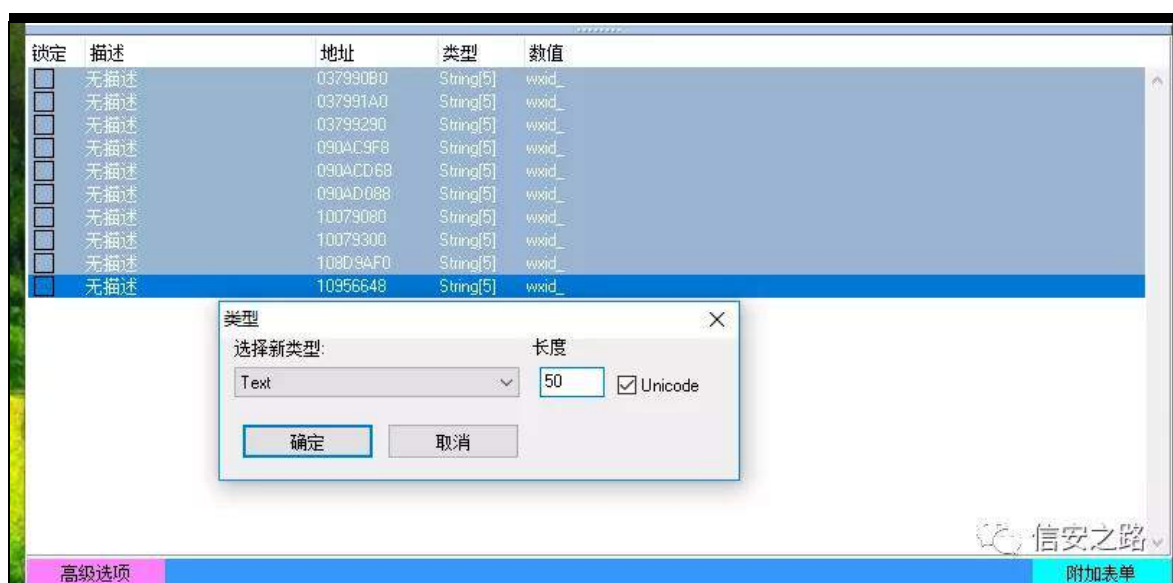 锁定 描述 地址 类型 数值
无描述 037990B0 String[5] wxid_
无描述 037991A0 String[5] wxid_
无描述 03799290 String[5] wxid_
无描述 090AC9F8 String[5] wxid_
无描述 090ACD68 String[5] wxid_
无描述 090AD088 String[5] wxid_
无描述 10079080 String[5] wxid_
无描述 10079300 String[5] wxid_
无描述 108D9AF0 String[5] wxid_
无描述 10956648 String[5] wxid_
类型
选择新类型: 长度
Text 50 Unicode
确定 取消
信安之路
高级选项 附加表单